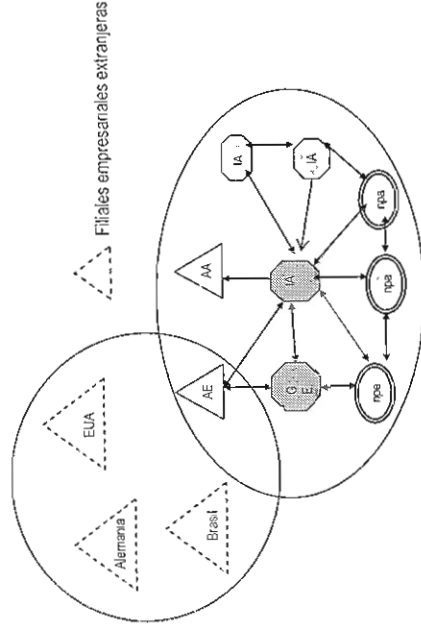 Filiales empresariales extranjeras
EUA
Alemania
Brasil
AE
AA
IA
IA
G
E
IA
npa
npa
npa